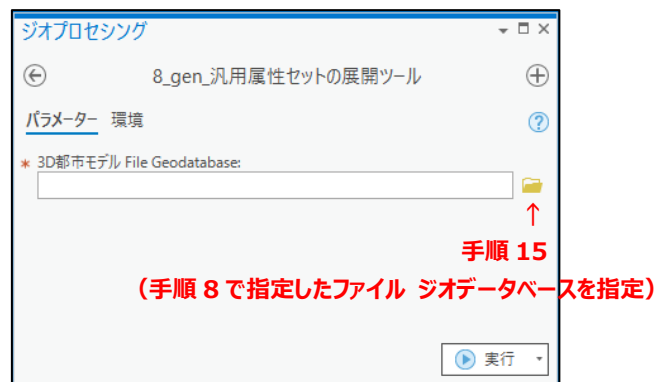 ジオプロセシング
8_gen_汎用属性セットの展開ツール
パラメーター 環境
* 3D都市モデル File Geodatabase:
↑
手順 15
（手順 8 で指定したファイル ジオデータベースを指定）
実行